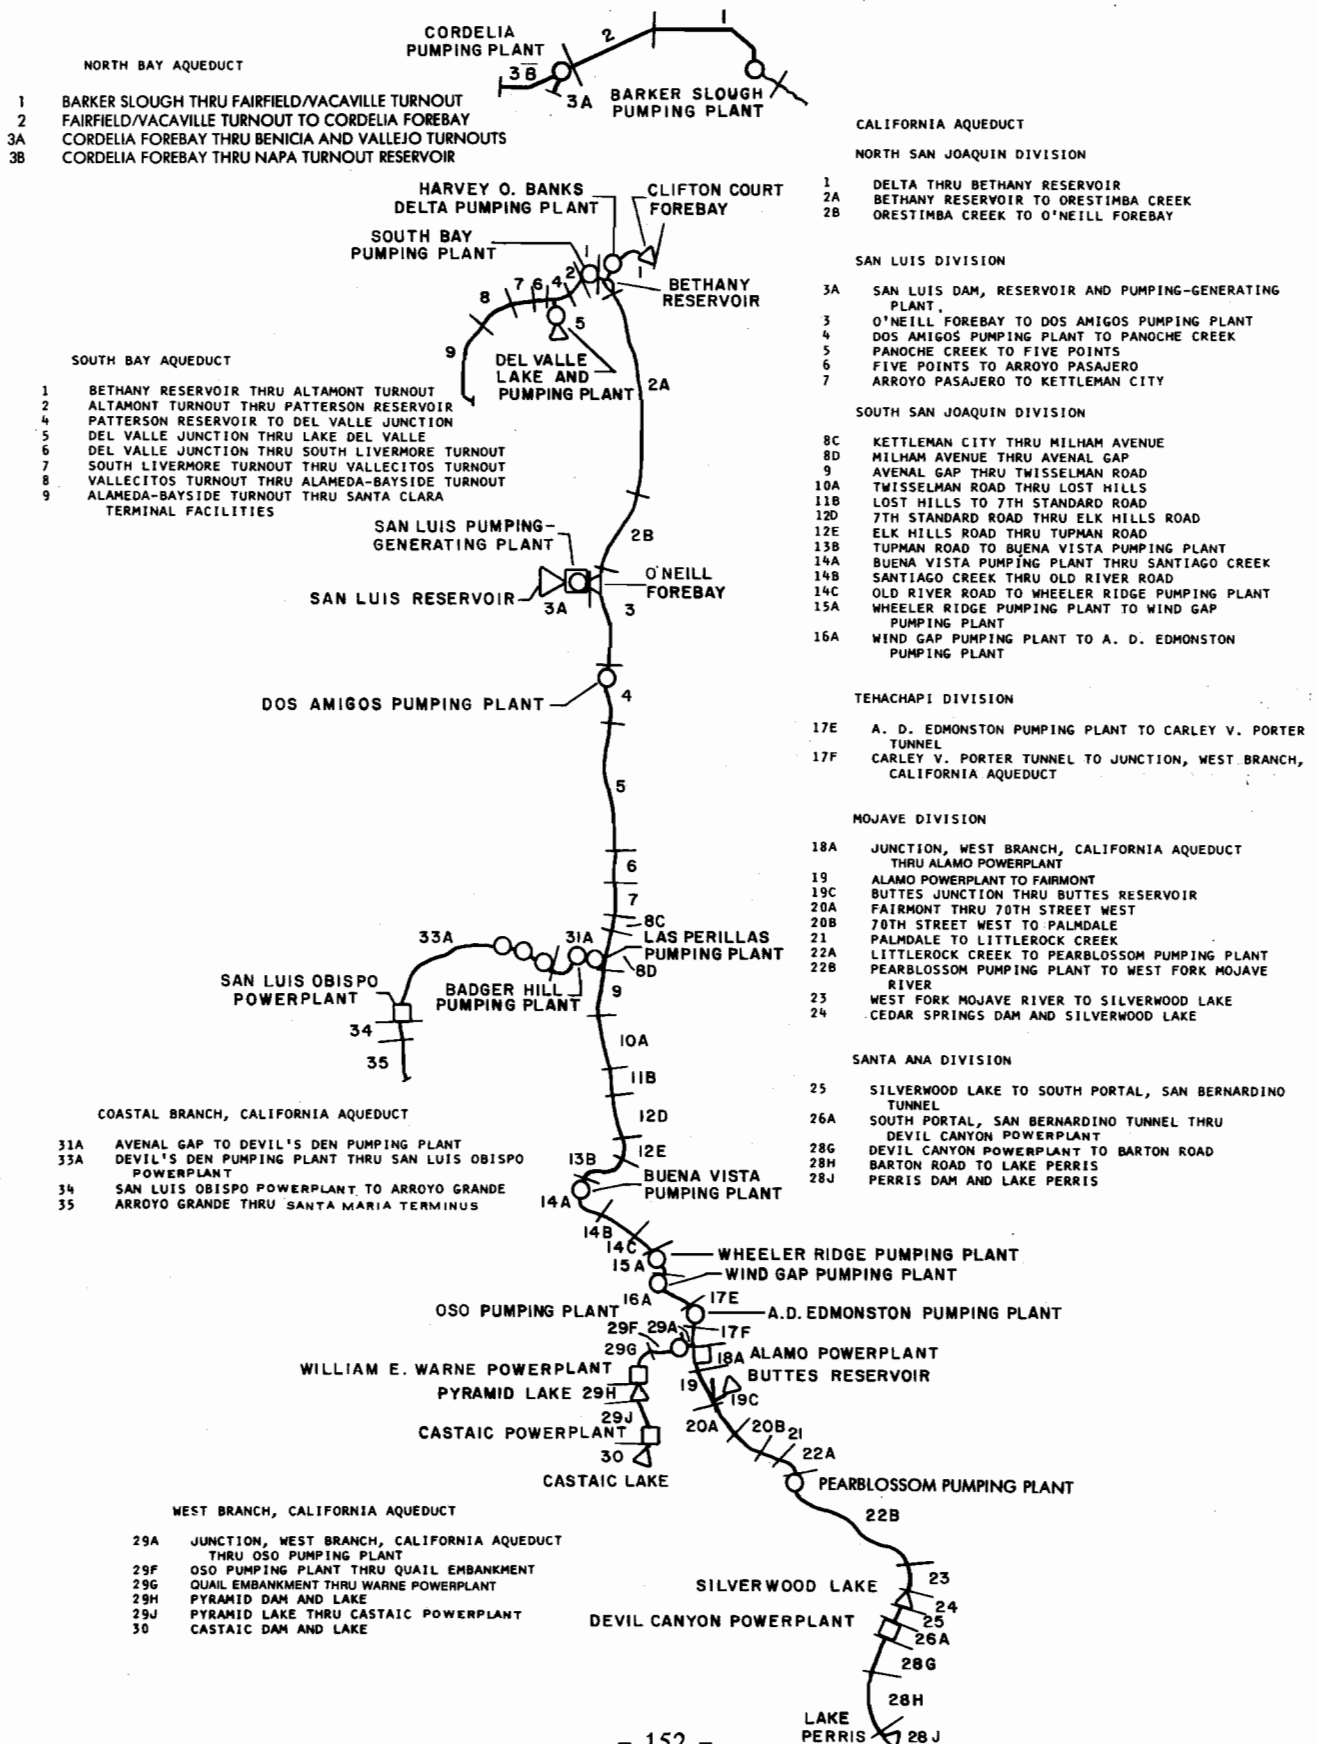 CORDELIA
PUMPING PLANT
2
1
3B
3A
BARKER SLOUGH
PUMPING PLANT
NORTH BAY AQUEDUCT
1 BARKER SLOUGH THRU FAIRFIELD/VACAVILLE TURNOUT
2 FAIRFIELD/VACAVILLE TURNOUT TO CORDELIA FOREBAY
3A CORDELIA FOREBAY THRU BENICIA AND VALLEJO TURNOUTS
3B CORDELIA FOREBAY THRU NAPA TURNOUT RESERVOIR
CALIFORNIA AQUEDUCT
NORTH SAN JOAQUIN DIVISION
1 DELTA THRU BETHANY RESERVOIR
2A BETHANY RESERVOIR TO ORESTIMBA CREEK
2B ORESTIMBA CREEK TO O'NEILL FOREBAY
SAN LUIS DIVISION
3A SAN LUIS DAM, RESERVOIR AND PUMPING-GENERATING
PLANT.
3 O'NEILL FOREBAY TO DOS AMIGOS PUMPING PLANT
4 DOS AMIGOS PUMPING PLANT TO PANOCHE CREEK
5 PANOCHE CREEK TO FIVE POINTS
6 FIVE POINTS TO ARROYO PASAJERO
7 ARROYO PASAJERO TO KETTLEMAN CITY
SOUTH SAN JOAQUIN DIVISION
8C KETTLEMAN CITY THRU MILHAM AVENUE
8D MILHAM AVENUE THRU AVENAL GAP
9 AVENAL GAP THRU TWISSELMAN ROAD
10A TWISSELMAN ROAD THRU LOST HILLS
11B LOST HILLS TO 7TH STANDARD ROAD
12D 7TH STANDARD ROAD THRU ELK HILLS ROAD
12E ELK HILLS ROAD THRU TUPMAN ROAD
13B TUPMAN ROAD TO BUENA VISTA PUMPING PLANT
14A BUENA VISTA PUMPING PLANT THRU SANTIAGO CREEK
14B SANTIAGO CREEK THRU OLD RIVER ROAD
14C OLD RIVER ROAD TO WHEELER RIDGE PUMPING PLANT
15A WHEELER RIDGE PUMPING PLANT TO WIND GAP
PUMPING PLANT
16A WIND GAP PUMPING PLANT TO A. D. EDMONSTON
PUMPING PLANT
TEHACHAPI DIVISION
17E A. D. EDMONSTON PUMPING PLANT TO CARLEY V. PORTER
TUNNEL
17F CARLEY V. PORTER TUNNEL TO JUNCTION, WEST BRANCH,
CALIFORNIA AQUEDUCT
MOJAVE DIVISION
18A JUNCTION, WEST BRANCH, CALIFORNIA AQUEDUCT
THRU ALAMO POWERPLANT
19 ALAMO POWERPLANT TO FAIRMONT
19C BUTTES JUNCTION THRU BUTTES RESERVOIR
20A FAIRMONT THRU 70TH STREET WEST
20B 70TH STREET WEST TO PALMDALE
21 PALMDALE TO LITTLEROCK CREEK
22A LITTLEROCK CREEK TO PEARBLOSSOM PUMPING PLANT
22B PEARBLOSSOM PUMPING PLANT TO WEST FORK MOJAVE
RIVER
23 WEST FORK MOJAVE RIVER TO SILVERWOOD LAKE
24 CEDAR SPRINGS DAM AND SILVERWOOD LAKE
SANTA ANA DIVISION
25 SILVERWOOD LAKE TO SOUTH PORTAL, SAN BERNARDINO
TUNNEL
26A SOUTH PORTAL, SAN BERNARDINO TUNNEL THRU
DEVIL CANYON POWERPLANT
28G DEVIL CANYON POWERPLANT TO BARTON ROAD
28H BARTON ROAD TO LAKE PERRIS
28J PERRIS DAM AND LAKE PERRIS
HARVEY O. BANKS
DELTA PUMPING PLANT
CLIFTON COURT
FOREBAY
SOUTH BAY
PUMPING PLANT
BETHANY
RESERVOIR
1
1
2
4
6
7
8
9
5
DEL VALLE
LAKE AND
PUMPING PLANT
2A
SOUTH BAY AQUEDUCT
1 BETHANY RESERVOIR THRU ALTAMONT TURNOUT
2 ALTAMONT TURNOUT THRU PATTERSON RESERVOIR
4 PATTERSON RESERVOIR TO DEL VALLE JUNCTION
5 DEL VALLE JUNCTION THRU LAKE DEL VALLE
6 DEL VALLE JUNCTION THRU SOUTH LIVERMORE TURNOUT
7 SOUTH LIVERMORE TURNOUT THRU VALLECITOS TURNOUT
8 VALLECITOS TURNOUT THRU ALAMEDA-BAYSIDE TURNOUT
9 ALAMEDA-BAYSIDE TURNOUT THRU SANTA CLARA
TERMINAL FACILITIES
SAN LUIS PUMPING-
GENERATING PLANT
2B
O'NEILL
FOREBAY
SAN LUIS RESERVOIR
3A
3
DOS AMIGOS PUMPING PLANT
4
5
6
7
8C
LAS PERILLAS
PUMPING PLANT
8D
33A
31A
SAN LUIS OBISPO
POWERPLANT
BADGER HILL
PUMPING PLANT
9
34
35
10A
11B
12D
12E
13B
BUENA VISTA
PUMPING PLANT
14A
14B
14C
COASTAL BRANCH, CALIFORNIA AQUEDUCT
31A AVENAL GAP TO DEVIL'S DEN PUMPING PLANT
33A DEVIL'S DEN PUMPING PLANT THRU SAN LUIS OBISPO
POWERPLANT
34 SAN LUIS OBISPO POWERPLANT TO ARROYO GRANDE
35 ARROYO GRANDE THRU SANTA MARIA TERMINUS
WHEELER RIDGE PUMPING PLANT
15A
WIND GAP PUMPING PLANT
16A
17E
OSO PUMPING PLANT
A.D. EDMONSTON PUMPING PLANT
29F
29A
17F
29G
18A
ALAMO POWERPLANT
WILLIAM E. WARNE POWERPLANT
BUTTES RESERVOIR
PYRAMID LAKE 29H
19
19C
29J
20A
20B
21
CASTAIC POWERPLANT
30
22A
CASTAIC LAKE
PEARBLOSSOM PUMPING PLANT
22B
WEST BRANCH, CALIFORNIA AQUEDUCT
29A JUNCTION, WEST BRANCH, CALIFORNIA AQUEDUCT
THRU OSO PUMPING PLANT
29F OSO PUMPING PLANT THRU QUAIL EMBANKMENT
29G QUAIL EMBANKMENT THRU WARNE POWERPLANT
29H PYRAMID DAM AND LAKE
29J PYRAMID LAKE THRU CASTAIC POWERPLANT
30 CASTAIC DAM AND LAKE
SILVERWOOD LAKE
23
24
DEVIL CANYON POWERPLANT
25
26A
28G
28H
LAKE
PERRIS
28J
- 152 -